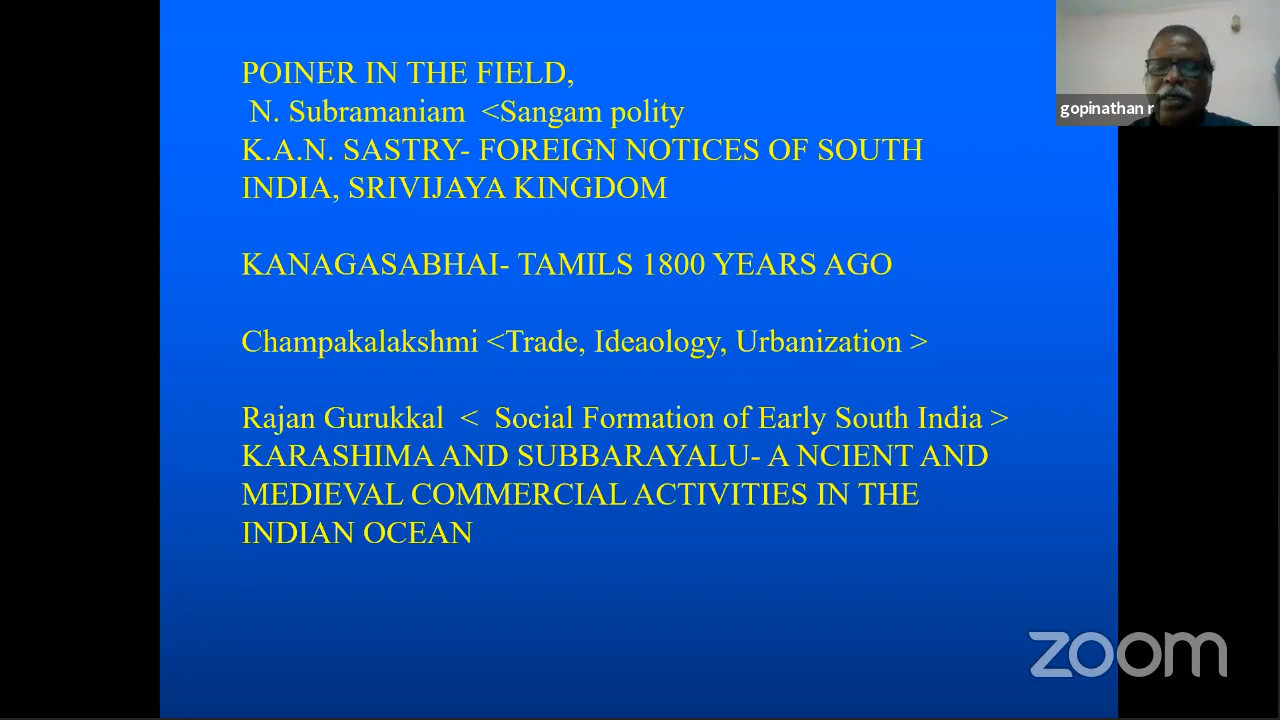 POINER IN THE FIELD,
N. Subramaniam <Sangam polity
K.A.N. SASTRY- FOREIGN NOTICES OF SOUTH
INDIA, SRIVIJAYA KINGDOM
KANAGASABHAI- TAMILS 1800 YEARS AGO
Champakalakshmi <Trade, Ideaology, Urbanization >
Rajan Gurukkal < Social Formation of Early South India >
KARASHIMA AND SUBBARAYALU- A NCIENT AND
MEDIEVAL COMMERCIAL ACTIVITIES IN THE
INDIAN OCEAN
gopinathan r
zoom